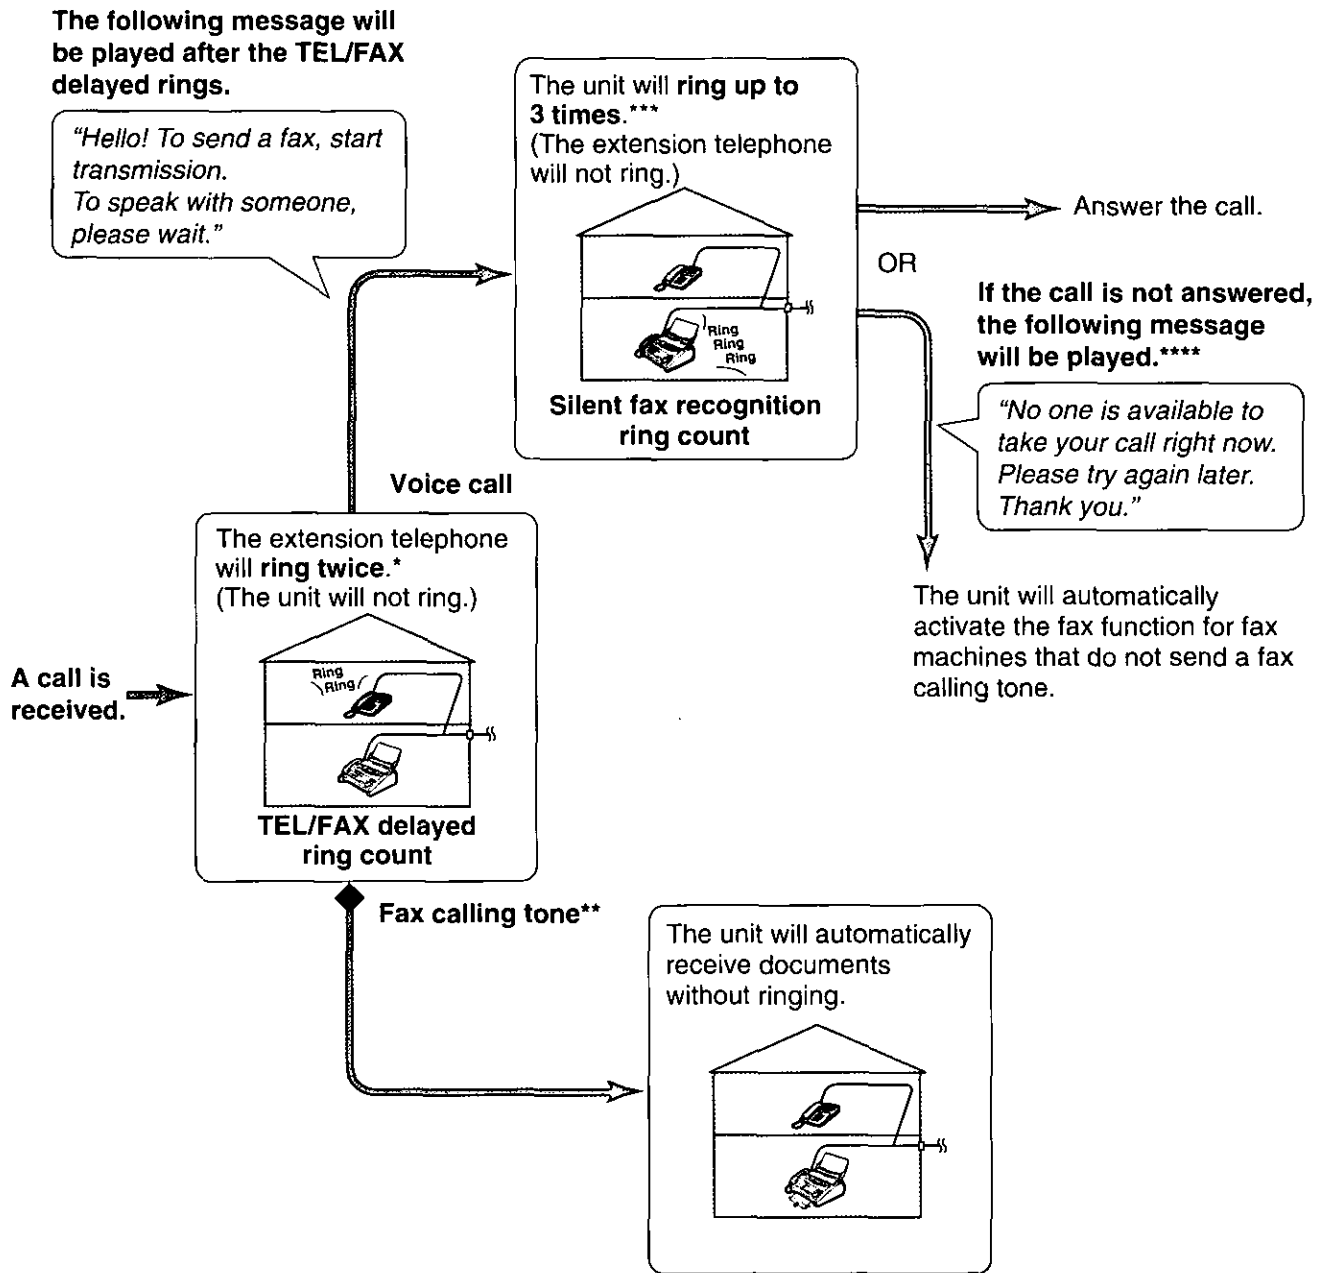 The following message will
be played after the TEL/FAX
delayed rings.
"Hello! To send a fax, start
transmission.
To speak with someone,
please wait."
The unit will ring up to
3 times.***
(The extension telephone
will not ring.)
Ring
Ring
Ring
Silent fax recognition
ring count
Answer the call.
OR
If the call is not answered,
the following message
will be played.****
"No one is available to
take your call right now.
Please try again later.
Thank you."
The unit will automatically
activate the fax function for fax
machines that do not send a fax
calling tone.
Voice call
The extension telephone
will ring twice.*
(The unit will not ring.)
Ring
Ring
TEL/FAX delayed
ring count
A call is
received.
Fax calling tone**
The unit will automatically
receive documents
without ringing.